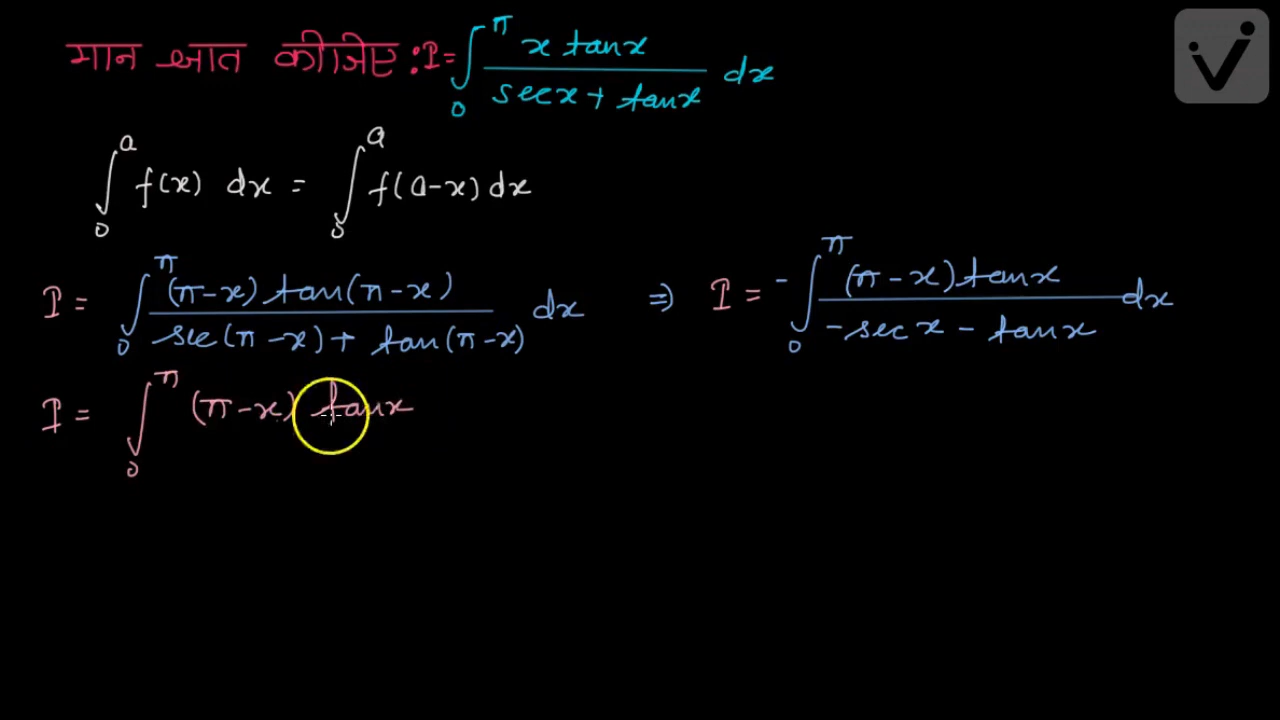 मान ज्ञात कीजिए : I = ∫₀^π (x tanx)/(secx + tanx) dx
∫₀^a f(x) dx = ∫₀^a f(a-x) dx
I = ∫₀^π ((π-x) tan(π-x))/(sec(π-x) + tan(π-x)) dx ⇒ I = -∫₀^π ((π-x) tanx)/(-secx - tanx) dx
I = ∫₀^π (π-x) tanx